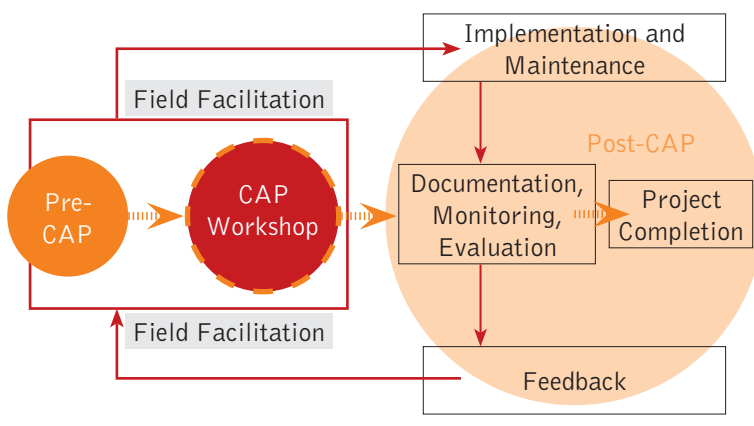 Implementation and
Maintenance
Field Facilitation
Post-CAP
Pre-
CAP
CAP
Workshop
Documentation,
Monitoring,
Evaluation
Project
Completion
Field Facilitation
Feedback